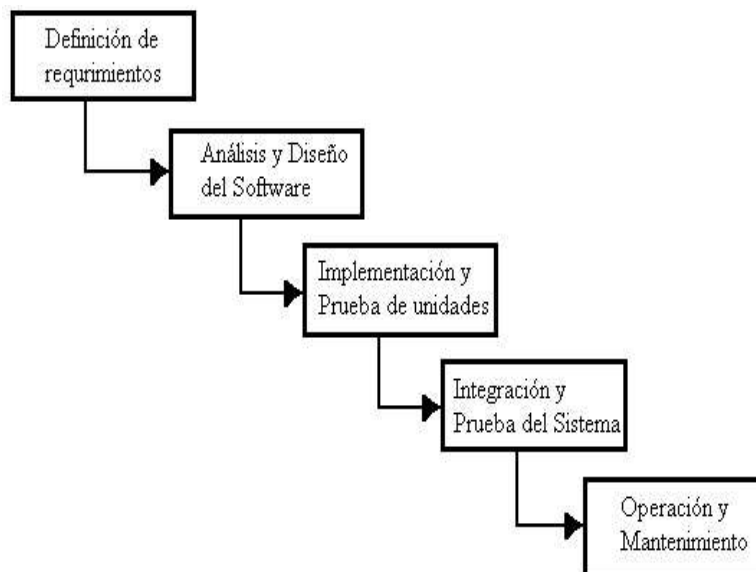 Definición de
requrimientos
Análisis y Diseño
del Software
Implementación y
Prueba de unidades
Integración y
Prueba del Sistema
Operación y
Mantenimiento